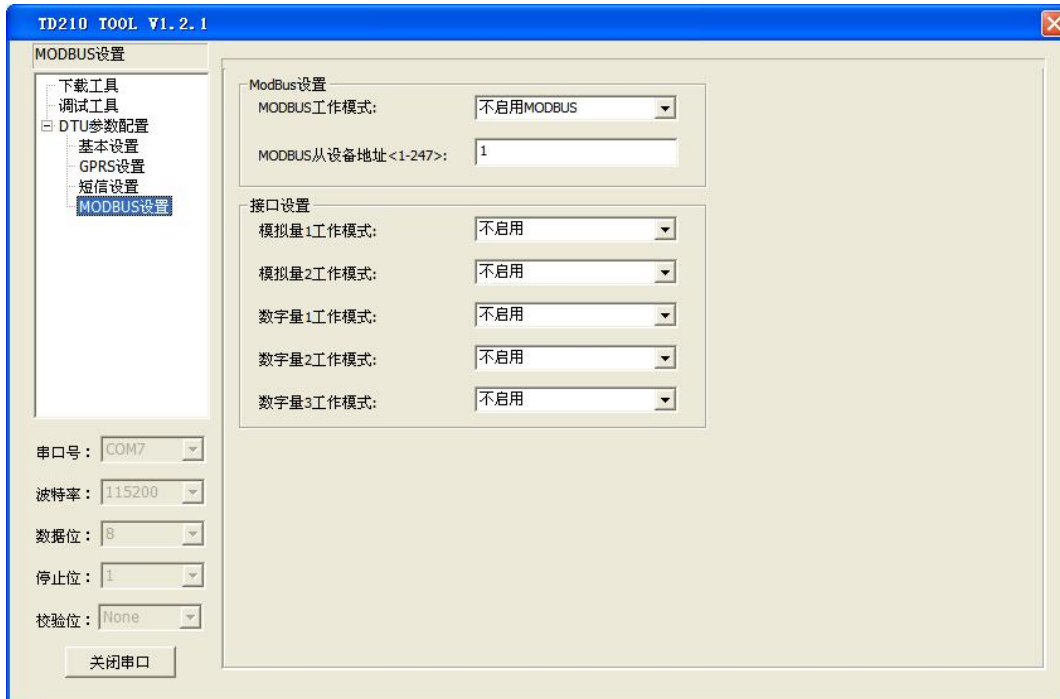 TD210 TOOL V1.2.1
MODBUS设置
下载工具
调试工具
DTU参数配置
基本设置
GPRS设置
短信设置
MODBUS设置
串口号： COM7
波特率： 115200
数据位： 8
停止位： 1
校验位： None
关闭串口
ModBus设置
MODBUS工作模式: 不启用MODBUS
MODBUS从设备地址<1-247>: 1
接口设置
模拟量1工作模式: 不启用
模拟量2工作模式: 不启用
数字量1工作模式: 不启用
数字量2工作模式: 不启用
数字量3工作模式: 不启用